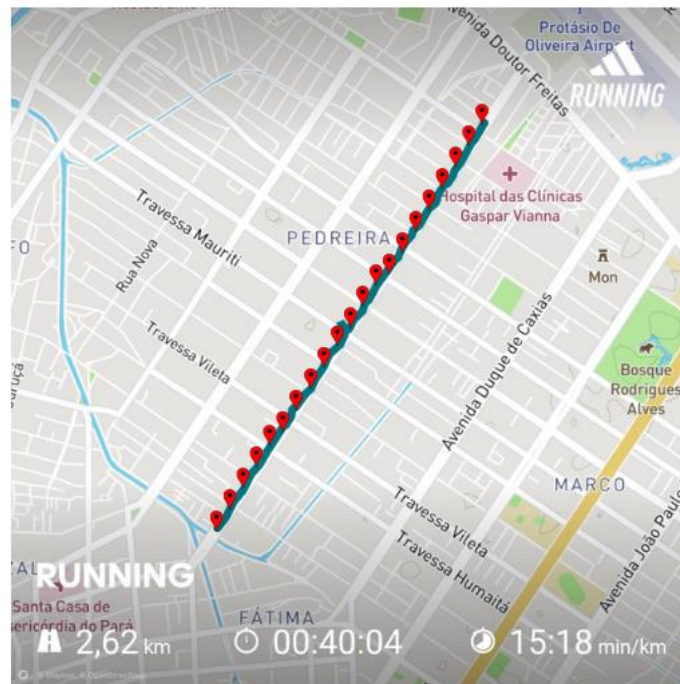 Protásio De
Oliveira Airport
Avenida Doutor Freitas
RUNNING
Hospital das Clínicas
Gaspar Vianna
Travessa Mauriti
PEDREIRA
Rua Nova
Mon
Travessa Vileta
Avenida Duque de Caxias
Bosque
Rodrigues
Alves
MARCO
Travessa Vileta
Travessa Humaitá
Avenida João Paulo
RUNNING
Santa Casa de
sericórdia do Pará
FÁTIMA
2,62 km
00:40:04
15:18 min/km